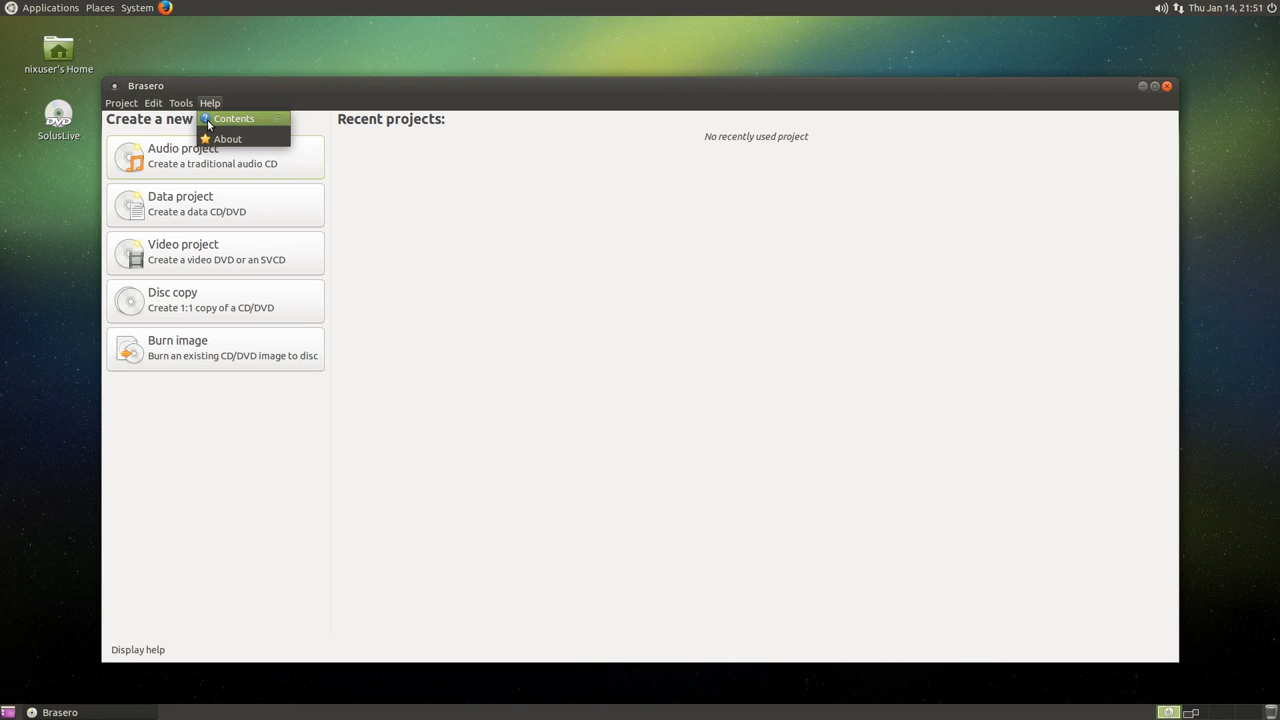 Applications Places System
Thu Jan 14, 21:51
nixuser's Home
DVD
SolusLive
Brasero
Project Edit Tools Help
Contents
About
Create a new
Audio project
Create a traditional audio CD
Data project
Create a data CD/DVD
Video project
Create a video DVD or an SVCD
Disc copy
Create 1:1 copy of a CD/DVD
Burn image
Burn an existing CD/DVD image to disc
Recent projects:
No recently used project
Display help
Brasero